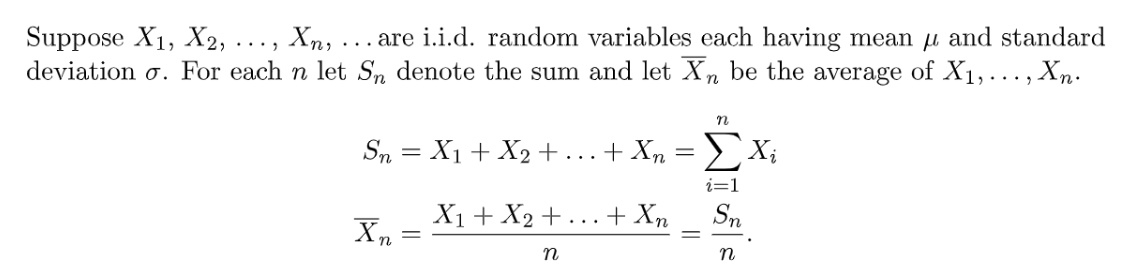 Suppose X₁, X₂, ..., Xₙ, ... are i.i.d. random variables each having mean μ and standard
deviation σ. For each n let Sₙ denote the sum and let X̅ₙ be the average of X₁, ..., Xₙ.
Sₙ = X₁ + X₂ + ... + Xₙ = ∑ᵢ₌₁ⁿ Xᵢ
X̅ₙ = (X₁ + X₂ + ... + Xₙ)/n = Sₙ/n.